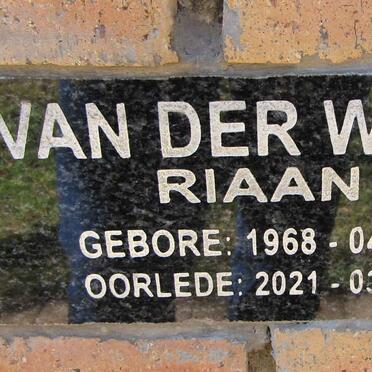 VAN DER W
RIAAN
GEBORE: 1968 - 04
OORLEDE: 2021 - 03